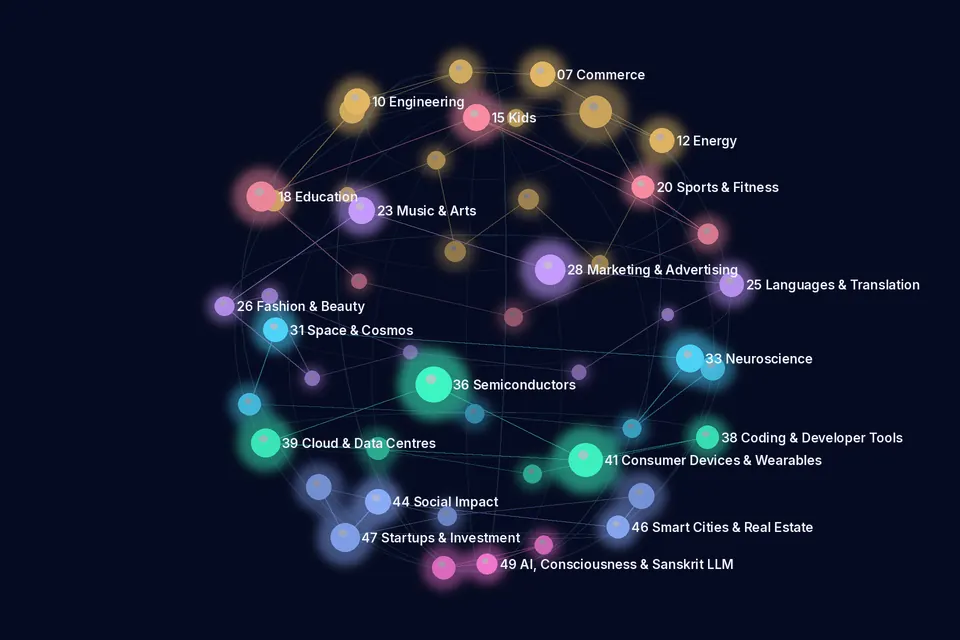 07 Commerce
10 Engineering
15 Kids
12 Energy
20 Sports & Fitness
18 Education
23 Music & Arts
28 Marketing & Advertising
25 Languages & Translation
26 Fashion & Beauty
31 Space & Cosmos
33 Neuroscience
36 Semiconductors
38 Coding & Developer Tools
39 Cloud & Data Centres
41 Consumer Devices & Wearables
44 Social Impact
46 Smart Cities & Real Estate
47 Startups & Investment
49 AI, Consciousness & Sanskrit LLM